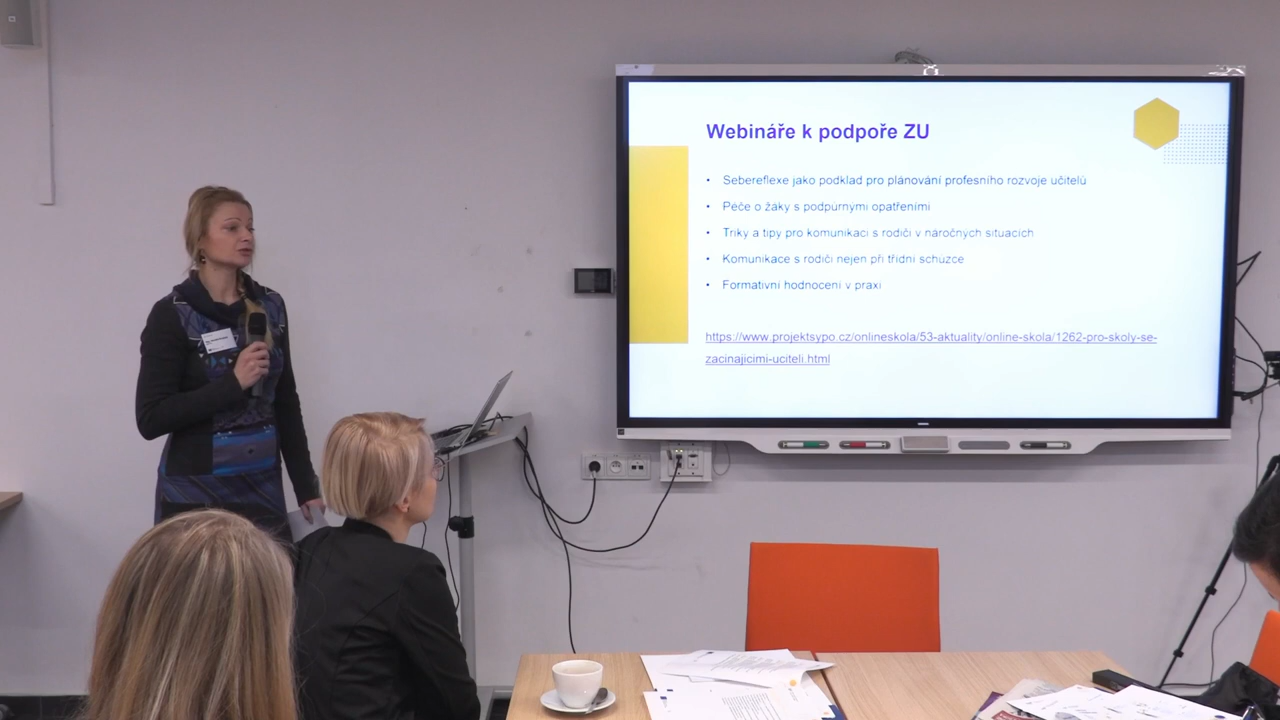 Webináře k podpoře ZU
• Sebereflexe jako podklad pro plánování profesního rozvoje učitelů
• Péče o žáky s podpůrnými opatřeními
• Triky a tipy pro komunikaci s rodiči v náročných situacích
• Komunikace s rodiči nejen při třídní schůzce
• Formativní hodnocení v praxi
https://www.projektsypo.cz/onlineskola/53-aktuality/online-skola/1262-pro-skoly-se-
zacinajicimi-uciteli.html